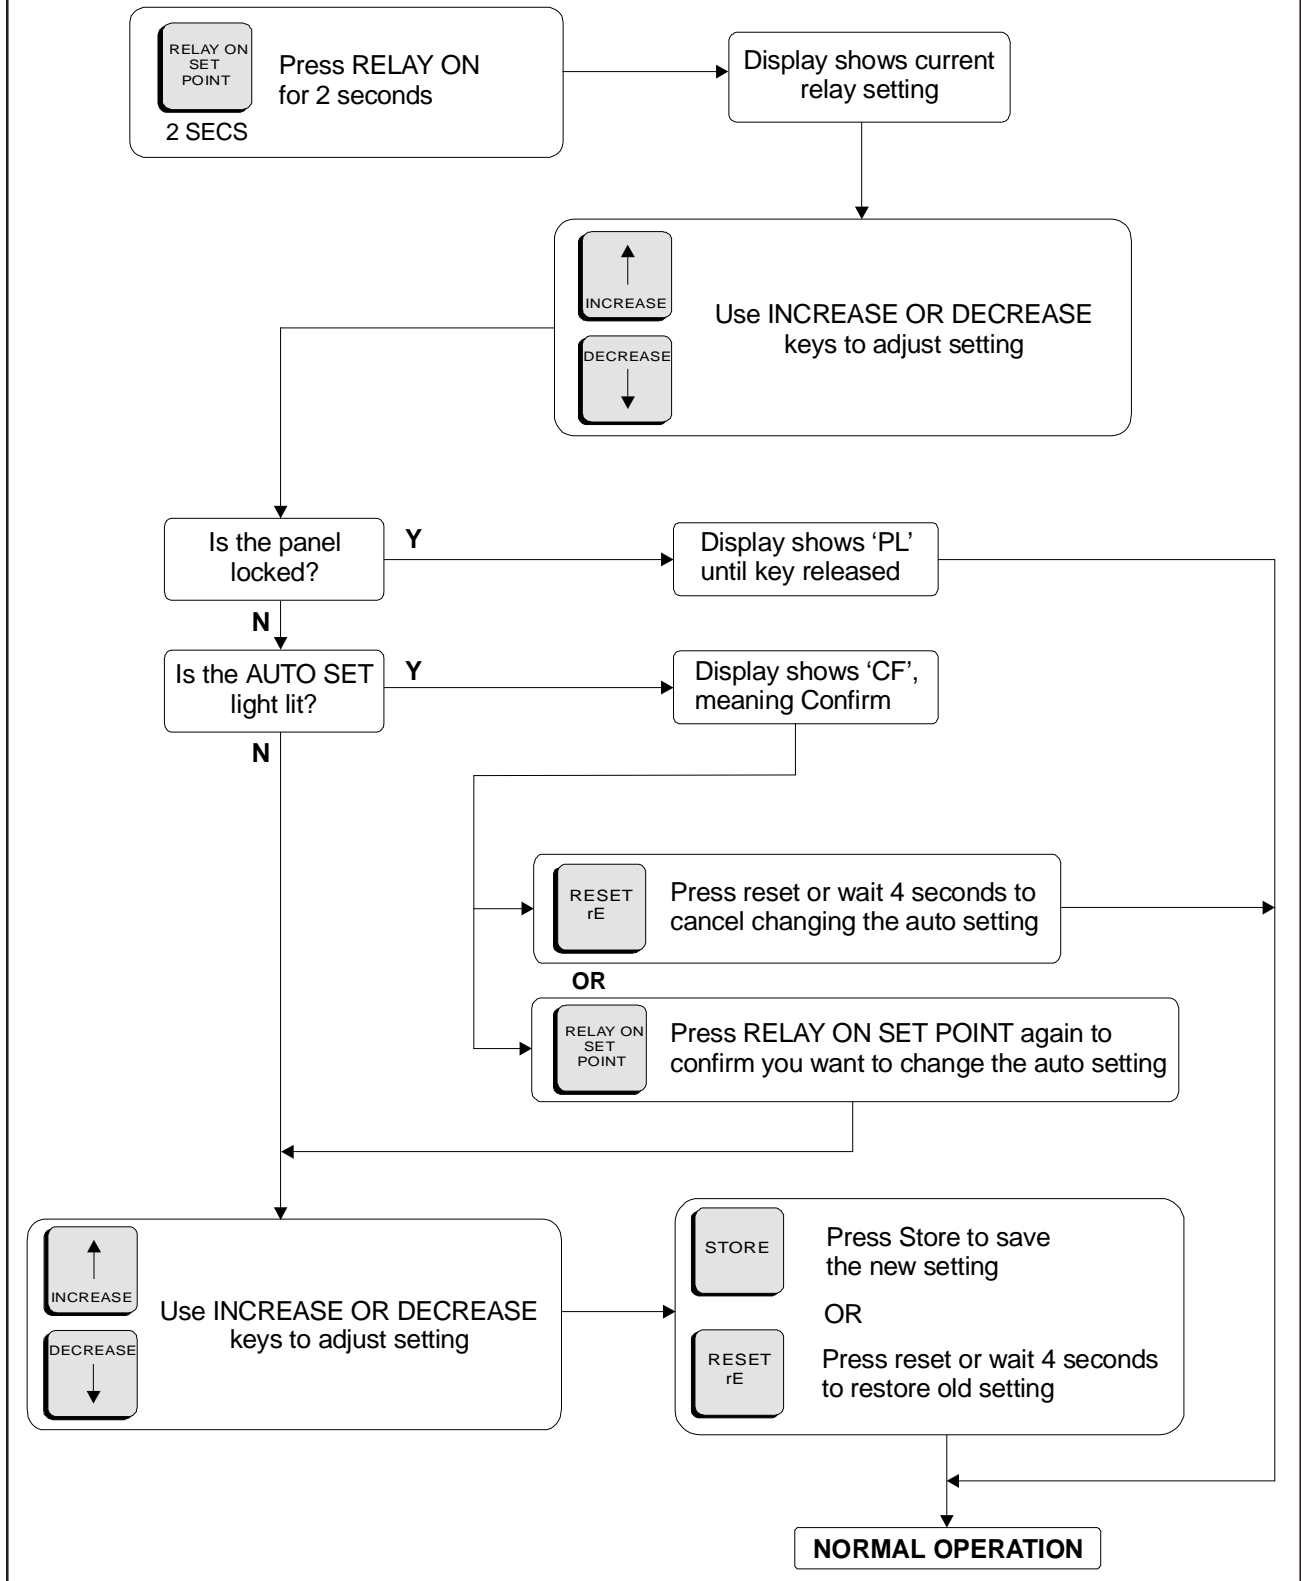 RELAY ON
SET
POINT
2 SECS
Press RELAY ON
for 2 seconds
Display shows current
relay setting
INCREASE
DECREASE
Use INCREASE OR DECREASE
keys to adjust setting
Is the panel
locked?
Y
Display shows ‘PL’
until key released
N
Is the AUTO SET
light lit?
Y
Display shows ‘CF’,
meaning Confirm
N
RESET
rE
Press reset or wait 4 seconds to
cancel changing the auto setting
OR
RELAY ON
SET
POINT
Press RELAY ON SET POINT again to
confirm you want to change the auto setting
INCREASE
DECREASE
Use INCREASE OR DECREASE
keys to adjust setting
STORE
Press Store to save
the new setting
OR
RESET
rE
Press reset or wait 4 seconds
to restore old setting
NORMAL OPERATION